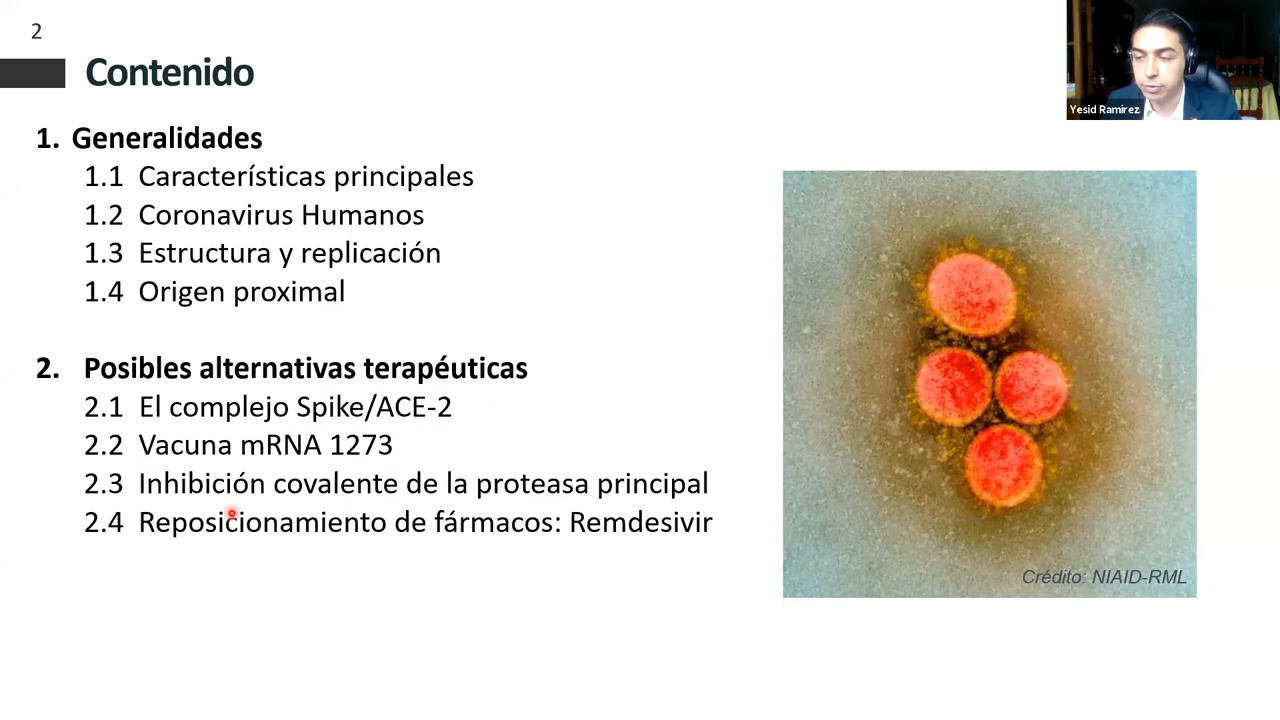 2
Contenido
Yesid Ramirez
1. Generalidades
1.1 Características principales
1.2 Coronavirus Humanos
1.3 Estructura y replicación
1.4 Origen proximal
2. Posibles alternativas terapéuticas
2.1 El complejo Spike/ACE-2
2.2 Vacuna mRNA 1273
2.3 Inhibición covalente de la proteasa principal
2.4 Reposicionamiento de fármacos: Remdesivir
Crédito: NIAID-RML